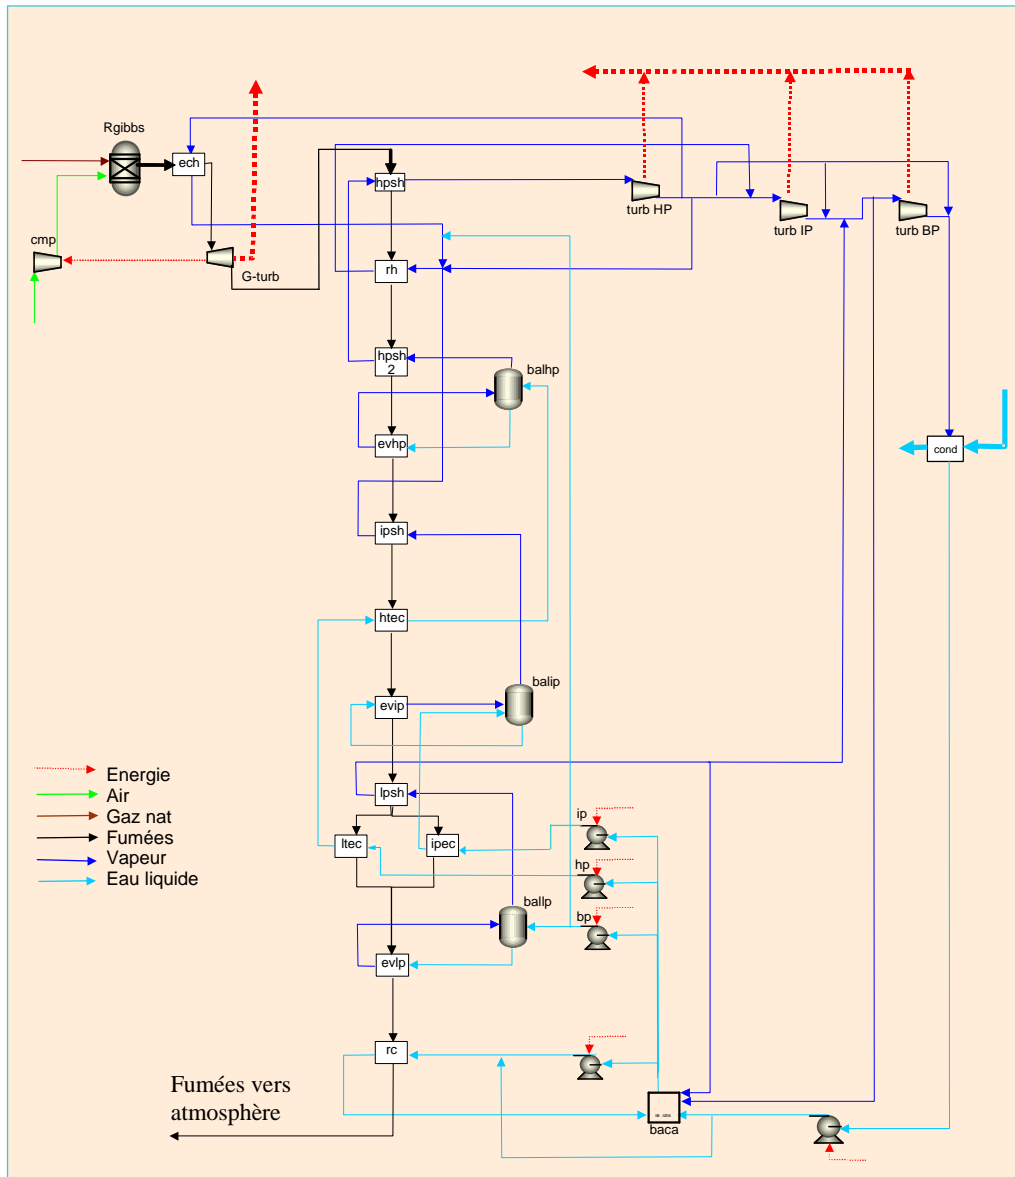 Rgibbs
ech
hpsh
turb HP
turb IP
turb BP
cmp
G-turb
rh
hpsh
2
balhp
evhp
cond
ipsh
htec
balip
evip
Energie
Air
Gaz nat
Fumées
Vapeur
Eau liquide
lpsh
ip
ltec
ipec
hp
ballp
bp
evlp
rc
Fumées vers
atmosphère
baca